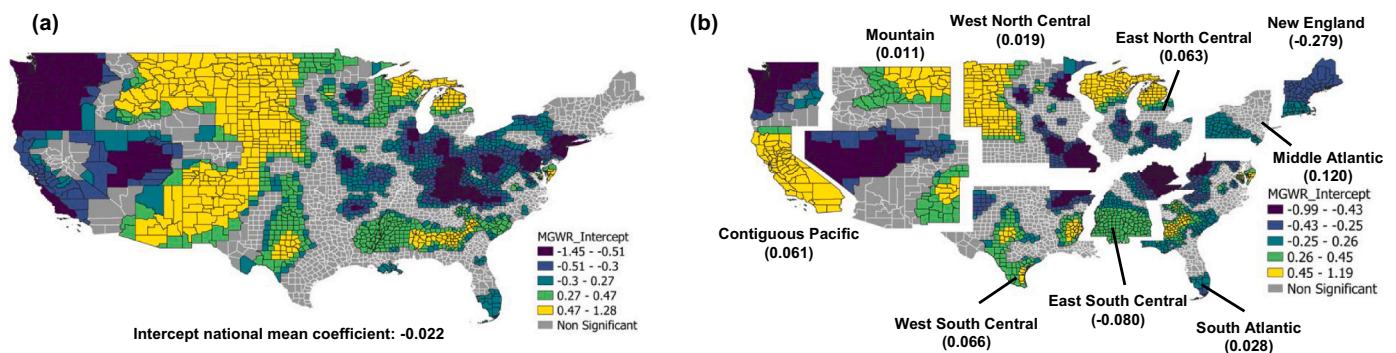 (a)
MGWR_Intercept
-1.45 - -0.51
-0.51 - -0.3
-0.3 - 0.27
0.27 - 0.47
0.47 - 1.28
Non Significant
Intercept national mean coefficient: -0.022
(b)
Mountain
(0.011)
West North Central
(0.019)
East North Central
(0.063)
New England
(-0.279)
Middle Atlantic
(0.120)
MGWR_Intercept
-0.99 - -0.43
-0.43 - -0.25
-0.25 - 0.26
0.26 - 0.45
0.45 - 1.19
Non Significant
Contiguous Pacific
(0.061)
West South Central
(0.066)
East South Central
(-0.080)
South Atlantic
(0.028)